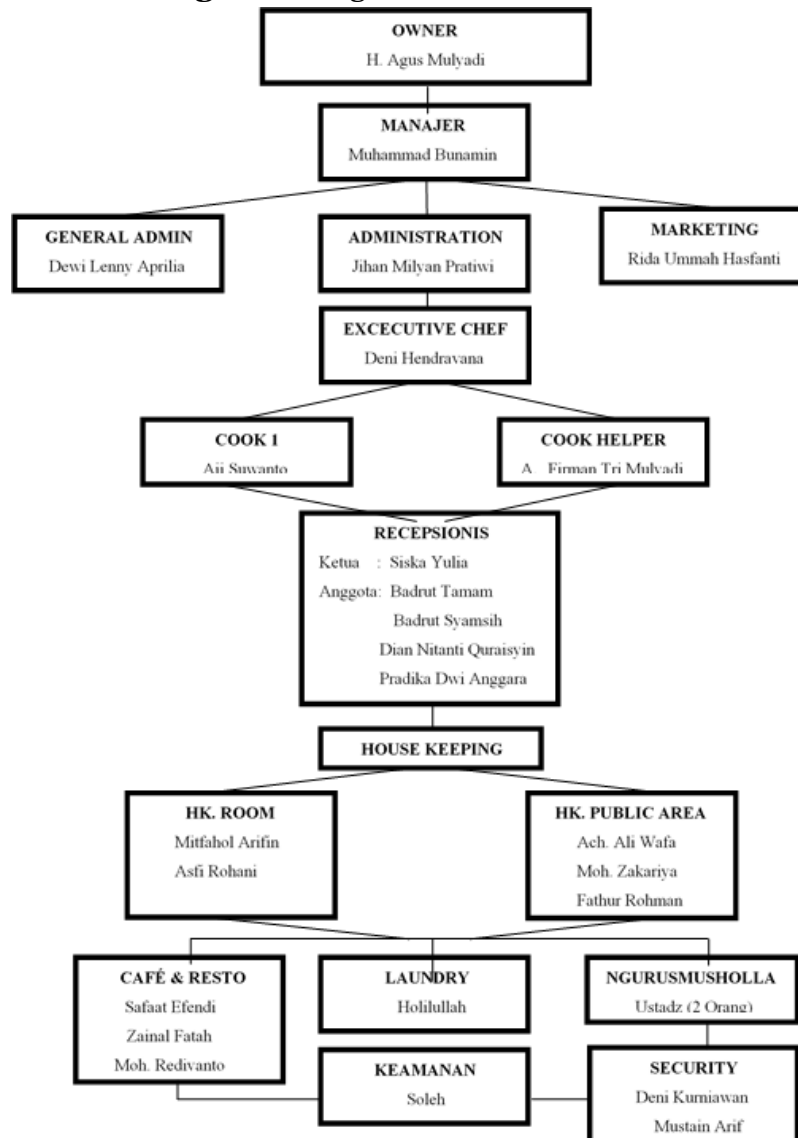 OWNER
H. Agus Mulyadi
MANAJER
Muhammad Bunamin
GENERAL ADMIN
Dewi Lenny Aprilia
ADMINISTRATION
Jihan Milyan Pratiwi
MARKETING
Rida Ummah Hasfanti
EXCECUTIVE CHEF
Deni Hendravana
COOK 1
Aji Suwanto
COOK HELPER
A. Firman Tri Mulyadi
RECEPSIONIS
Ketua : Siska Yulia
Anggota: Badrut Tamam
Badrut Syamsih
Dian Nitanti Quraisyin
Pradika Dwi Anggara
HOUSE KEEPING
HK. ROOM
Mitfahol Arifin
Asfi Rohani
HK. PUBLIC AREA
Ach. Ali Wafa
Moh. Zakariya
Fathur Rohman
CAFÉ & RESTO
Safaat Efendi
Zainal Fatah
Moh. Redivanto
LAUNDRY
Holilullah
NGURUSMUSHOLLA
Ustadz (2 Orang)
KEAMANAN
Soleh
SECURITY
Deni Kurniawan
Mustain Arif